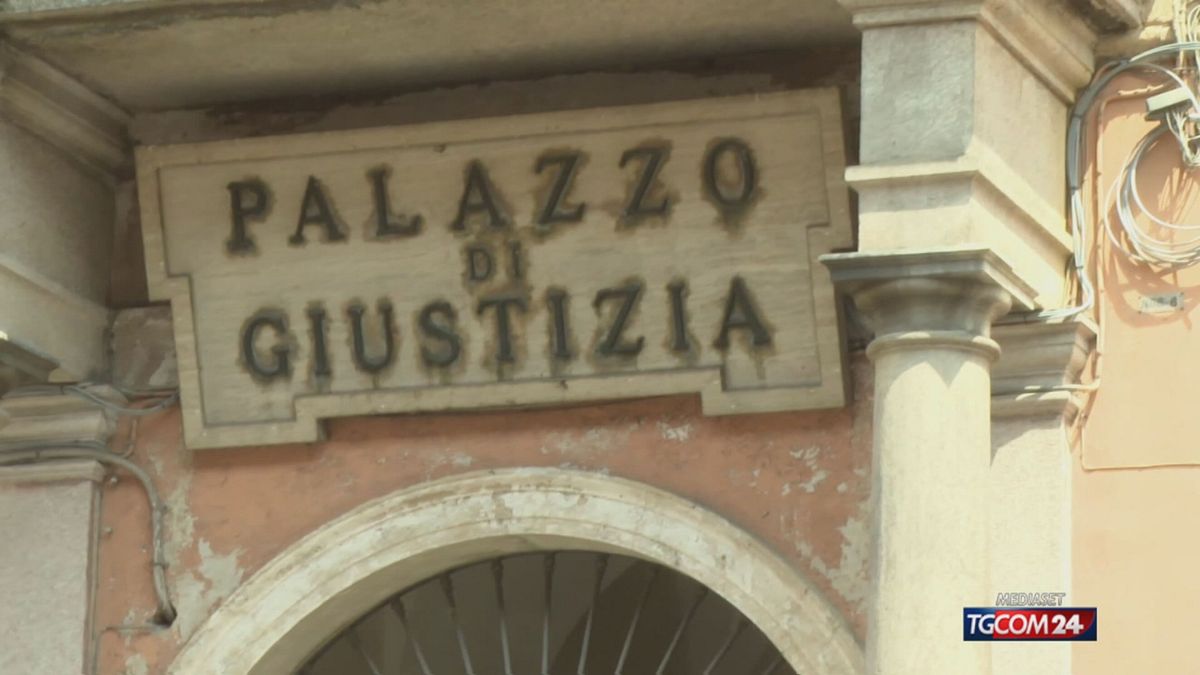 PALAZZO
DI
GIUSTIZIA
MEDIASET
TGCOM24